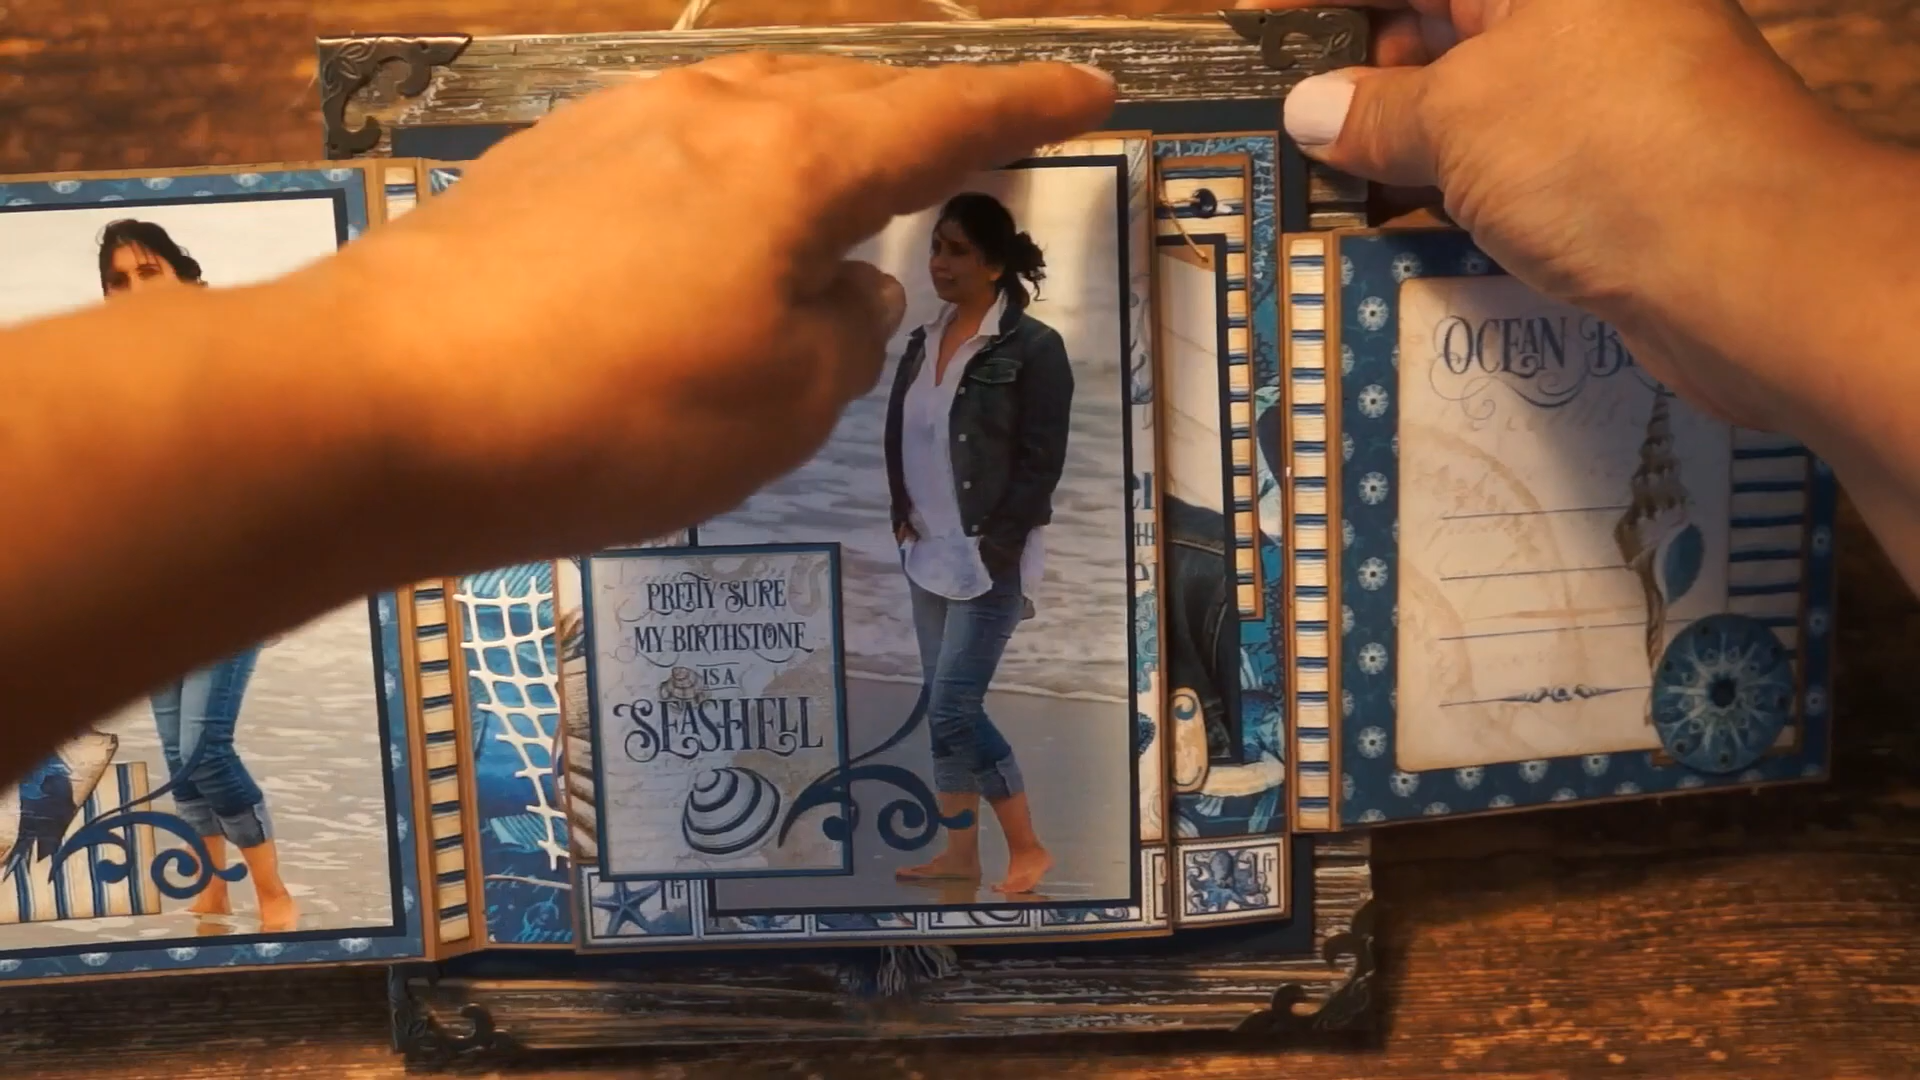 PRETTY SURE
MY BIRTHSTONE
IS A
SEASHELL
OCEAN